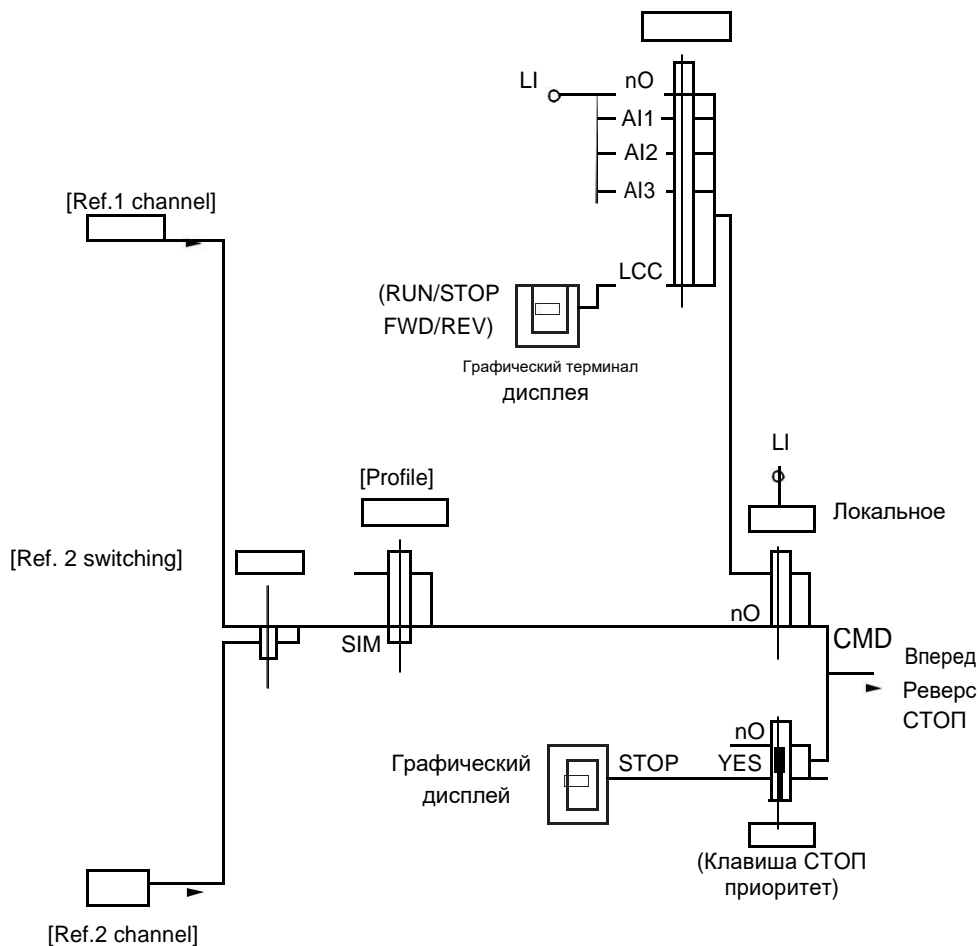 LI
nO
AI1
AI2
AI3
[Ref.1 channel]
LCC
(RUN/STOP
FWD/REV)
Графический терминал
дисплея
LI
[Profile]
Локальное
[Ref. 2 switching]
nO
SIM
CMD
Вперед
Реверс
СТОП
nO
Графический
дисплей
STOP
YES
(Клавиша СТОП
приоритет)
[Ref.2 channel]